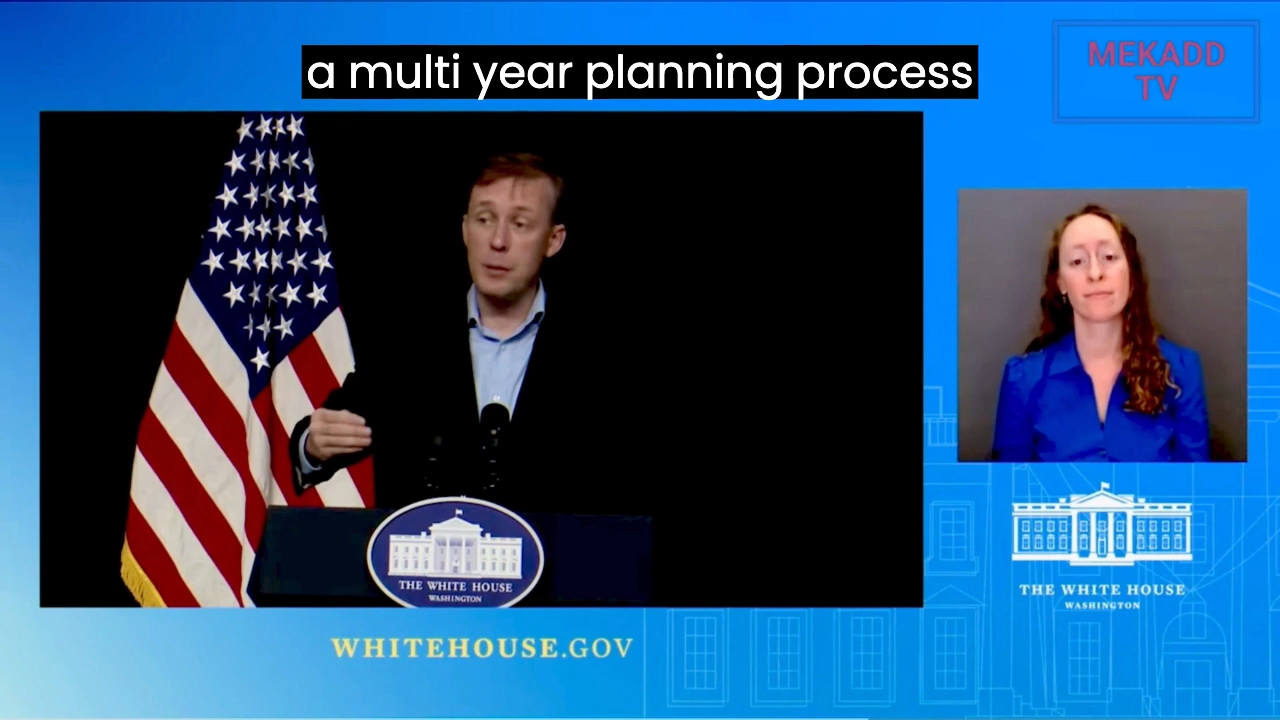 a multi year planning process
MEKADD
TV
THE WHITE HOUSE
WASHINGTON
THE WHITE HOUSE
WASHINGTON
WHITEHOUSE.GOV